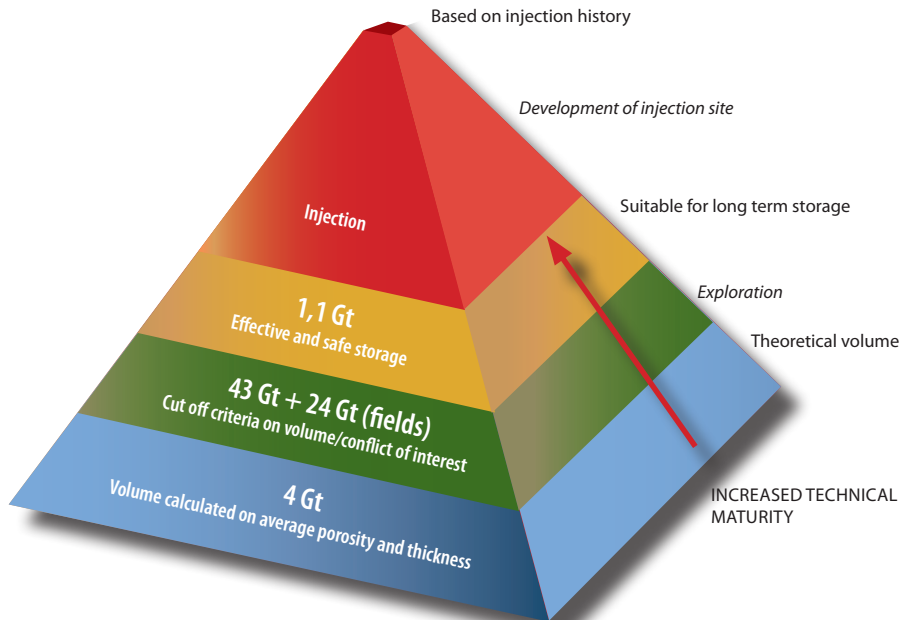 Based on injection history
Development of injection site
Suitable for long term storage
Injection
Exploration
1,1 Gt
Effective and safe storage
Theoretical volume
43 Gt + 24 Gt (fields)
Cut off criteria on volume/conflict of interest
4 Gt
Volume calculated on average porosity and thickness
INCREASED TECHNICAL
MATURITY